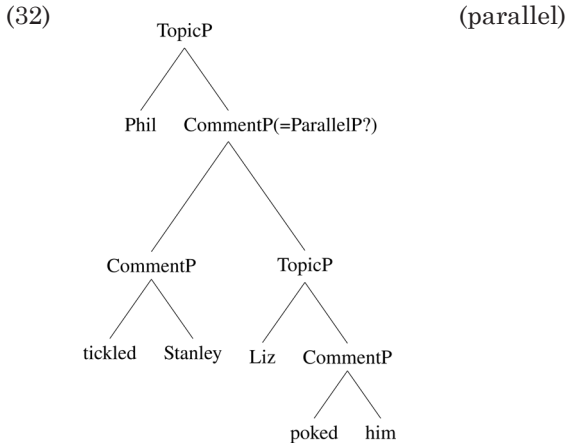 (32) TopicP (parallel)
Phil CommentP(=ParallelP?)
CommentP TopicP
tickled Stanley Liz CommentP
poked him